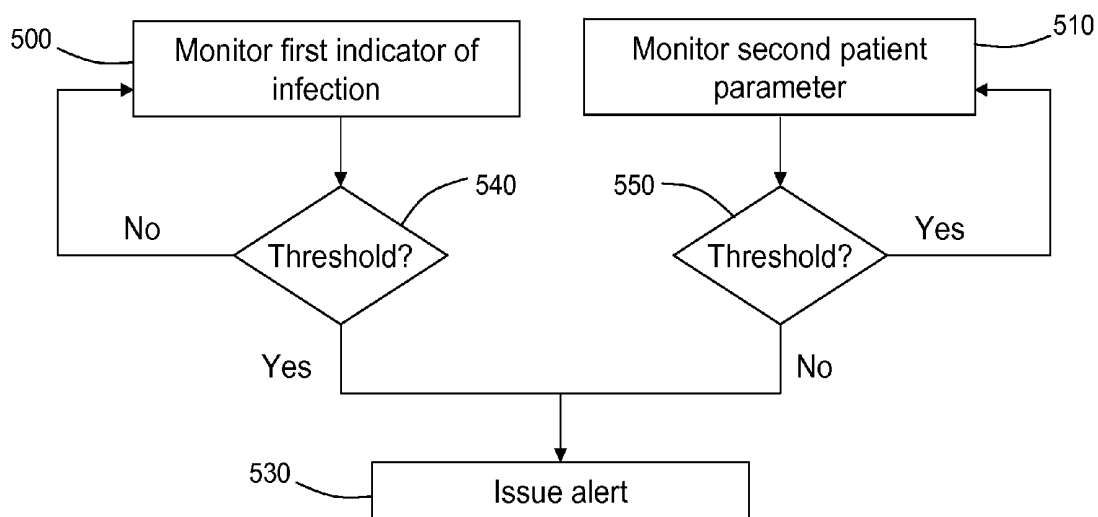 500
Monitor first indicator of
infection
Monitor second patient
parameter
510
540
550
No
Threshold?
Threshold?
Yes
Yes
No
530
Issue alert